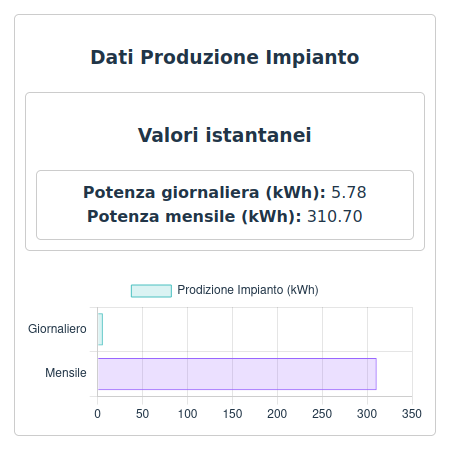 Dati Produzione Impianto
Valori istantanei
Potenza giornaliera (kWh): 5.78
Potenza mensile (kWh): 310.70
Prodizione Impianto (kWh)
Giornaliero
Mensile
0 50 100 150 200 250 300 350